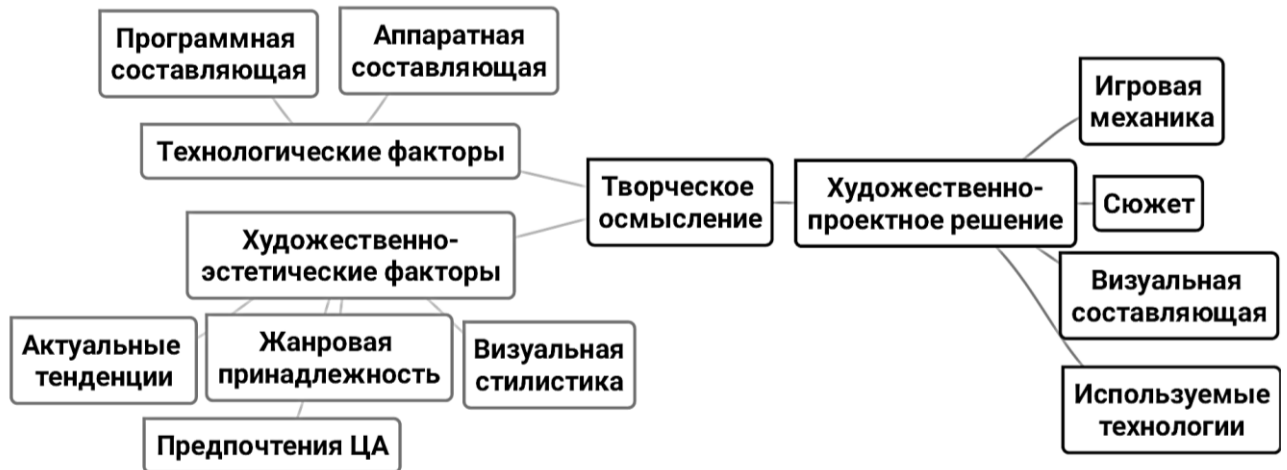 Программная
составляющая
Аппаратная
составляющая
Технологические факторы
Художественно-
эстетические факторы
Актуальные
тенденции
Жанровая
принадлежность
Визуальная
стилистика
Предпочтения ЦА
Творческое
осмысление
Художественно-
проектное решение
Игровая
механика
Сюжет
Визуальная
составляющая
Используемые
технологии